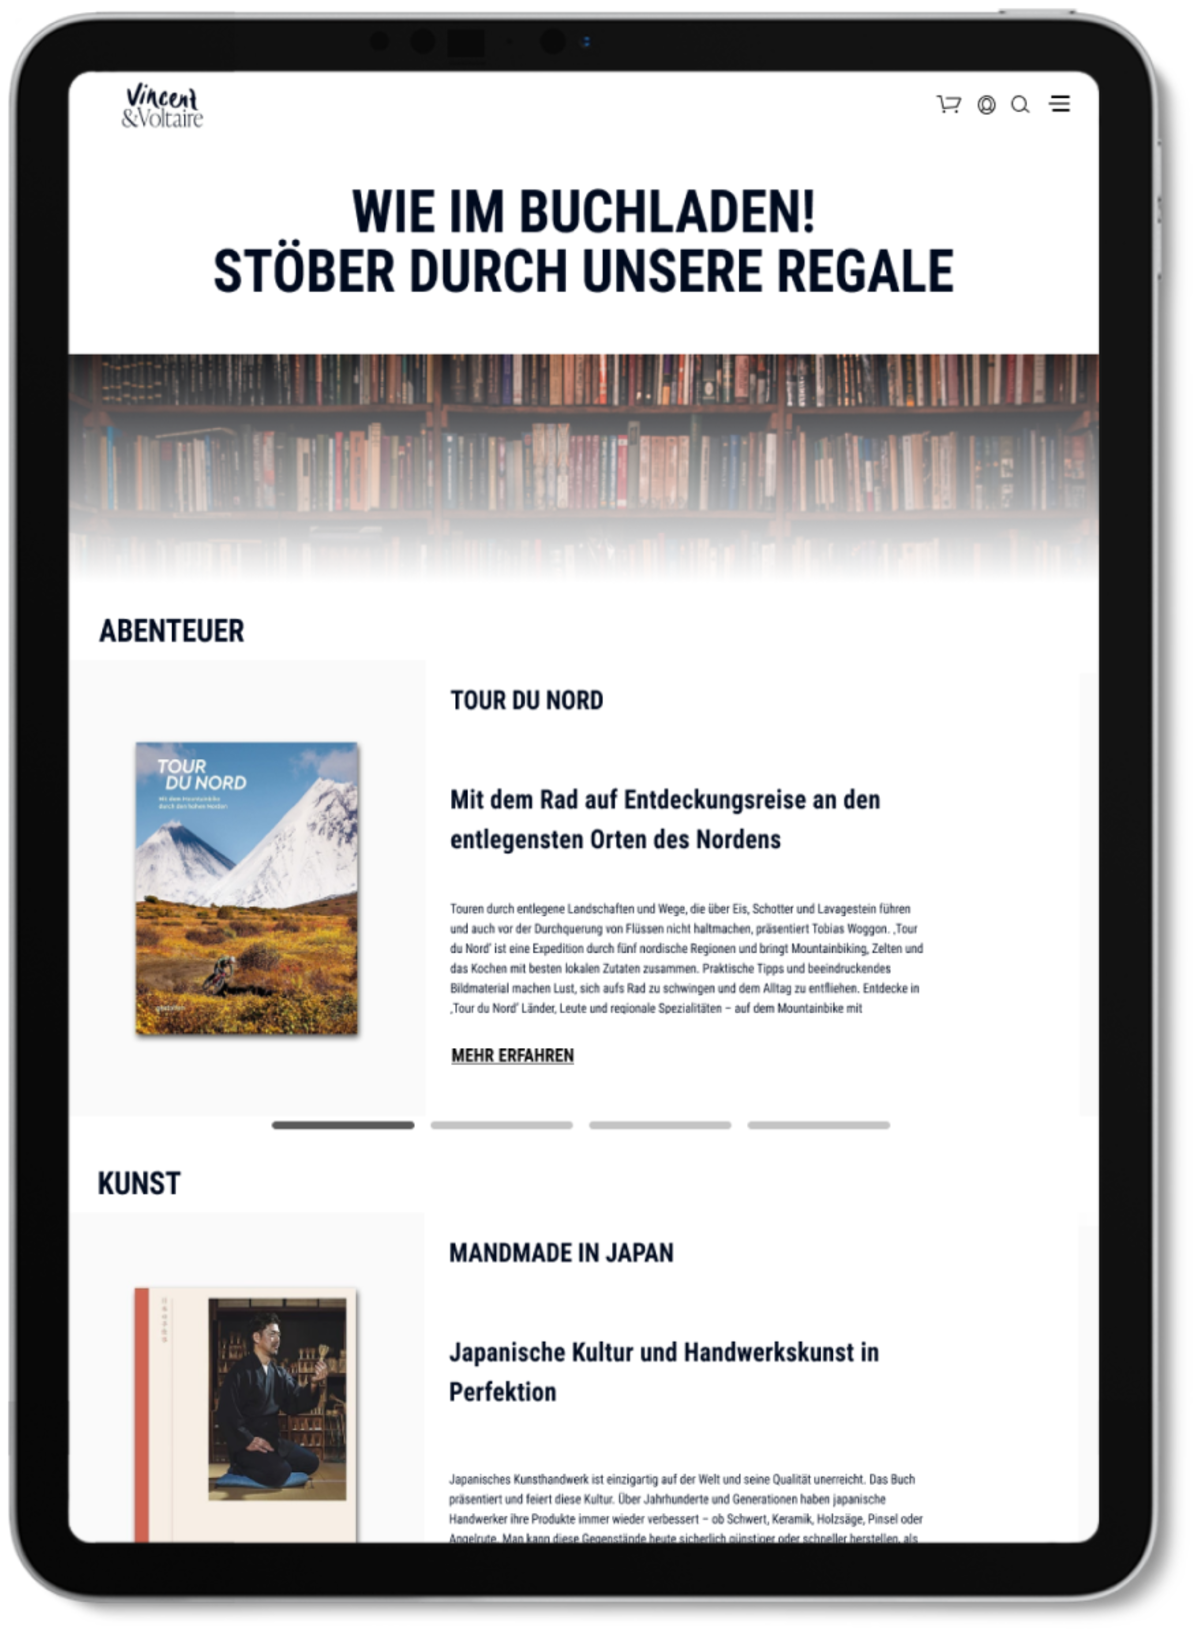 Vincent
&Voltaire
WIE IM BUCHLADEN!
STÖBER DURCH UNSERE REGALE
ABENTEUER
TOUR DU NORD
TOUR
DU NORD
Mit dem Mountainbike
durch den hohen Norden
Mit dem Rad auf Entdeckungsreise an den
entlegensten Orten des Nordens
Touren durch entlegene Landschaften und Wege, die über Eis, Schotter und Lavagestein führen
und auch vor der Durchquerung von Flüssen nicht haltmachen, präsentiert Tobias Woggon. ‚Tour
du Nord‘ ist eine Expedition durch fünf nordische Regionen und bringt Mountainbiking, Zelten und
das Kochen mit besten lokalen Zutaten zusammen. Praktische Tipps und beeindruckendes
Bildmaterial machen Lust, sich aufs Rad zu schwingen und dem Alltag zu entfliehen. Entdecke in
‚Tour du Nord‘ Länder, Leute und regionale Spezialitäten – auf dem Mountainbike mit
MEHR ERFAHREN
KUNST
MANDMADE IN JAPAN
Japanische Kultur und Handwerkskunst in
Perfektion
Japanisches Kunsthandwerk ist einzigartig auf der Welt und seine Qualität unerreicht. Das Buch
präsentiert und feiert diese Kultur. Über Jahrhunderte und Generationen haben japanische
Handwerker ihre Produkte immer wieder verbessert – ob Schwert, Keramik, Holzsäge, Pinsel oder
Angelrute. Man kann diese Gegenstände heute sicherlich günstiger oder schneller herstellen, als